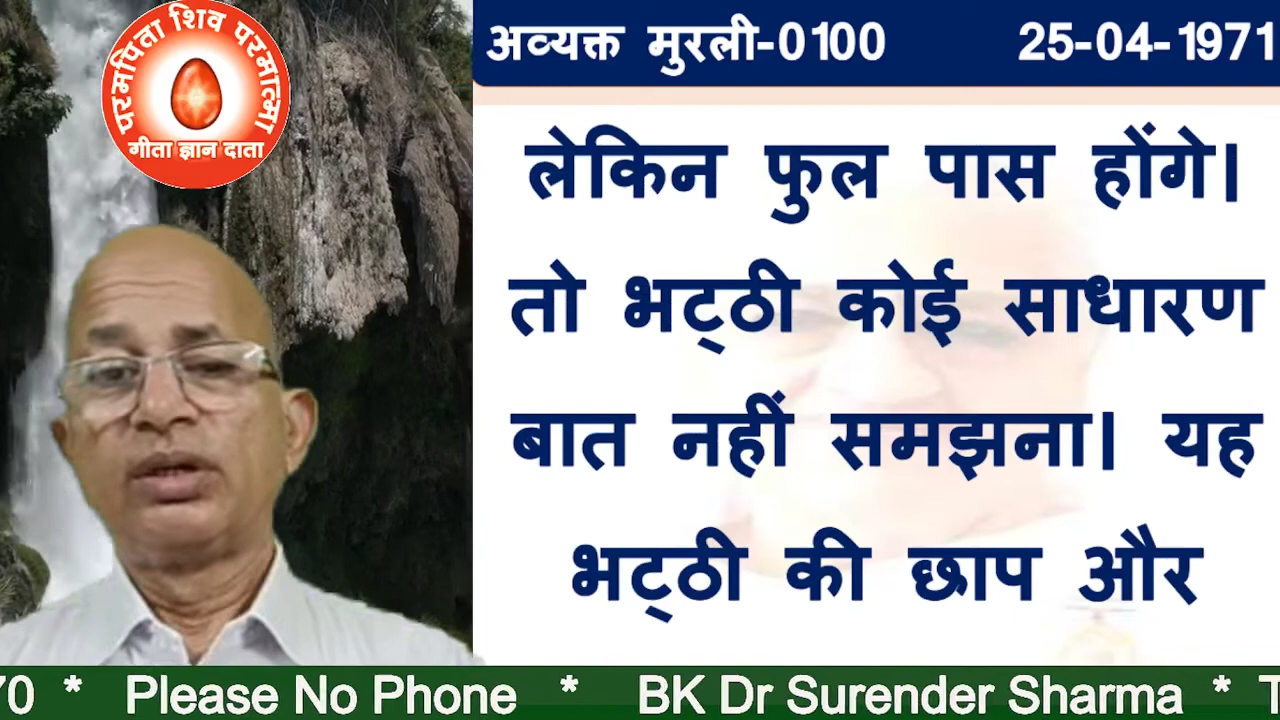 परमपिता शिव परमात्मा
गीता ज्ञान दाता
अव्यक्त मुरली-0100 25-04-1971
लेकिन फुल पास होंगे।
तो भट्ठी कोई साधारण
बात नहीं समझना। यह
भट्ठी की छाप और
70 * Please No Phone * BK Dr Surender Sharma * T